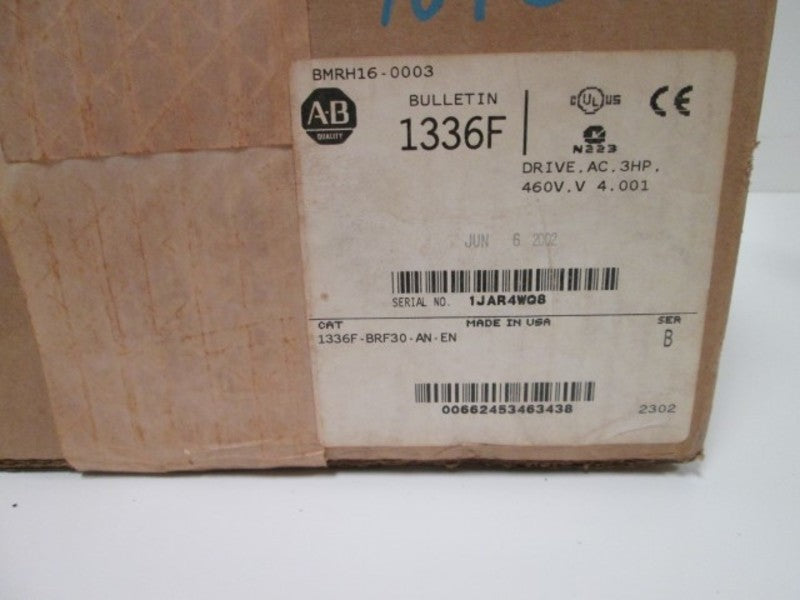 BMRH16-0003
A-B
QUALITY
BULLETIN
1336F
c UL us
CE
N223
DRIVE.AC.3HP.
460V.V 4.001
JUN 6 2002
SERIAL NO. 1JAR4WQ8
CAT MADE IN USA SER
1336F-BRF30-AN-EN B
00662453463438
2302